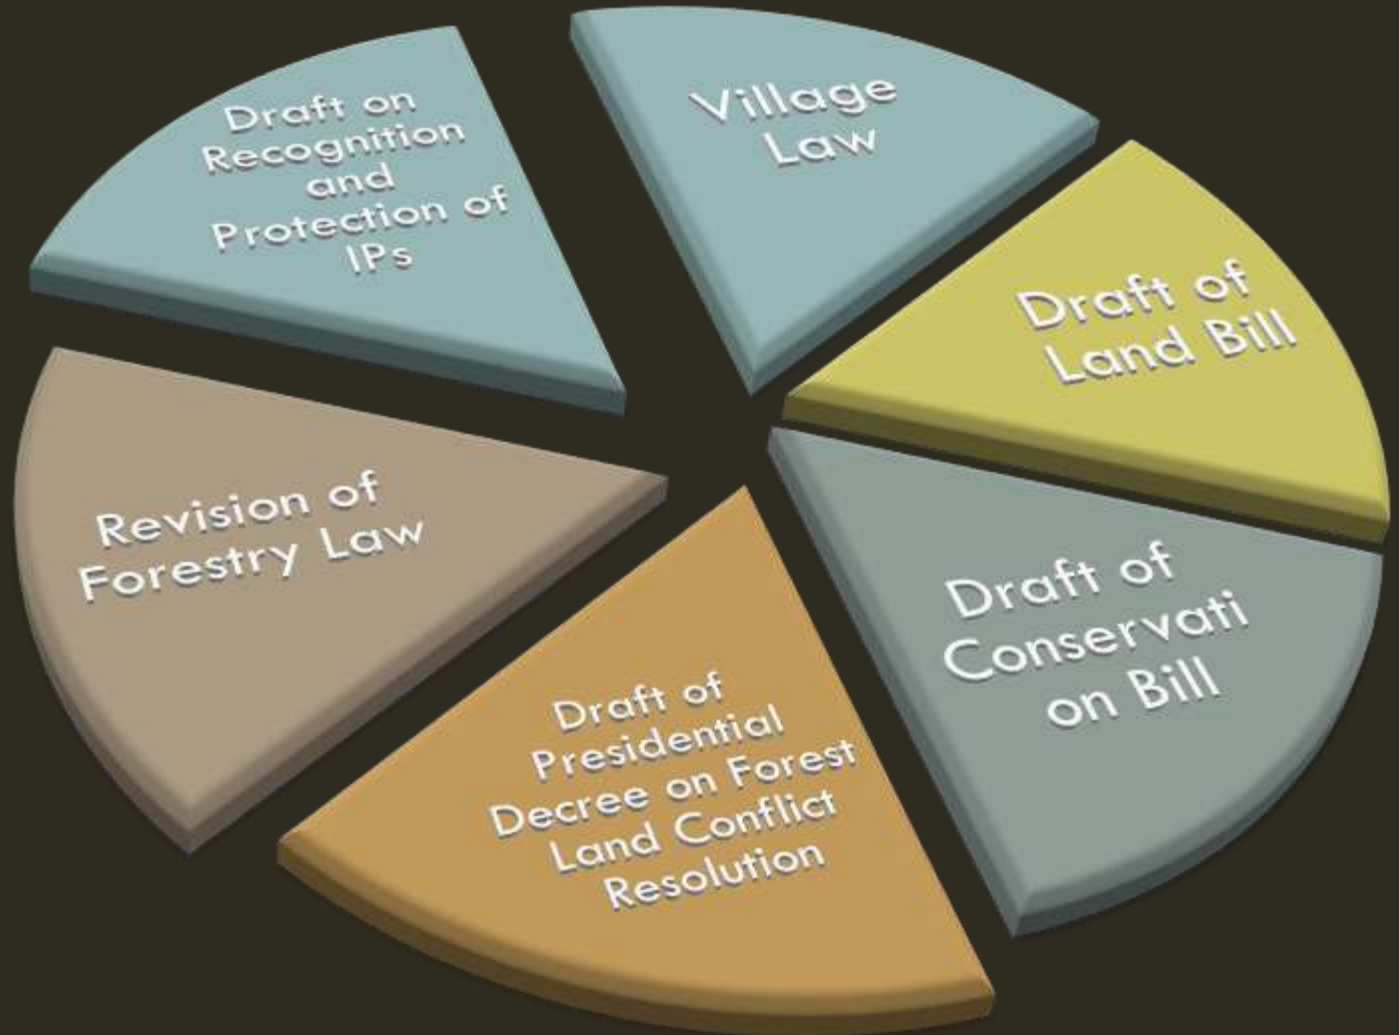 Draft on
Recognition
and
Protection of
IPs
Village
Law
Draft of
Land Bill
Draft of
Conservati
on Bill
Draft of
Presidential
Decree on Forest
Land Conflict
Resolution
Revision of
Forestry Law